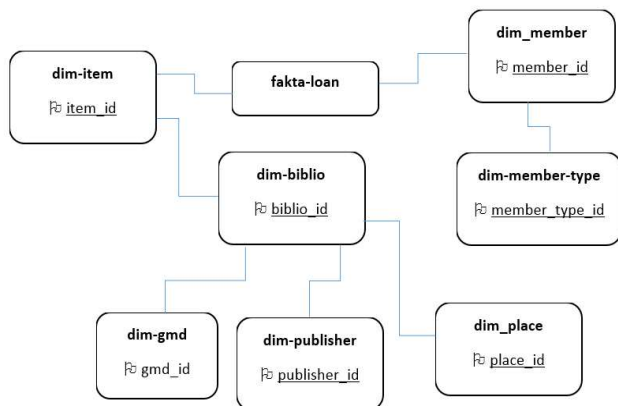 dim-item
item_id
fakta-loan
dim_member
member_id
dim-biblio
biblio_id
dim-member-type
member_type_id
dim-gmd
gmd_id
dim-publisher
publisher_id
dim_place
place_id